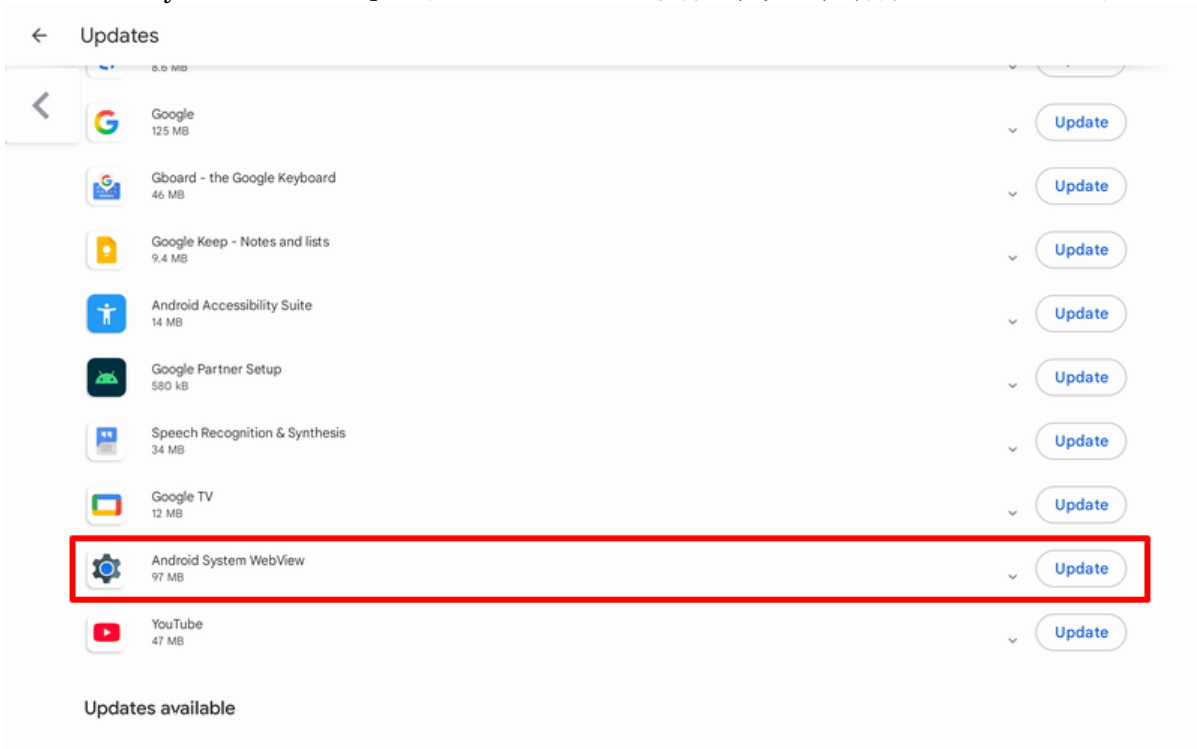 Updates
8.6 MB
Google
125 MB
Update
Gboard - the Google Keyboard
46 MB
Update
Google Keep - Notes and lists
9.4 MB
Update
Android Accessibility Suite
14 MB
Update
Google Partner Setup
580 kB
Update
Speech Recognition & Synthesis
34 MB
Update
Google TV
12 MB
Update
Android System WebView
97 MB
Update
YouTube
47 MB
Update
Updates available